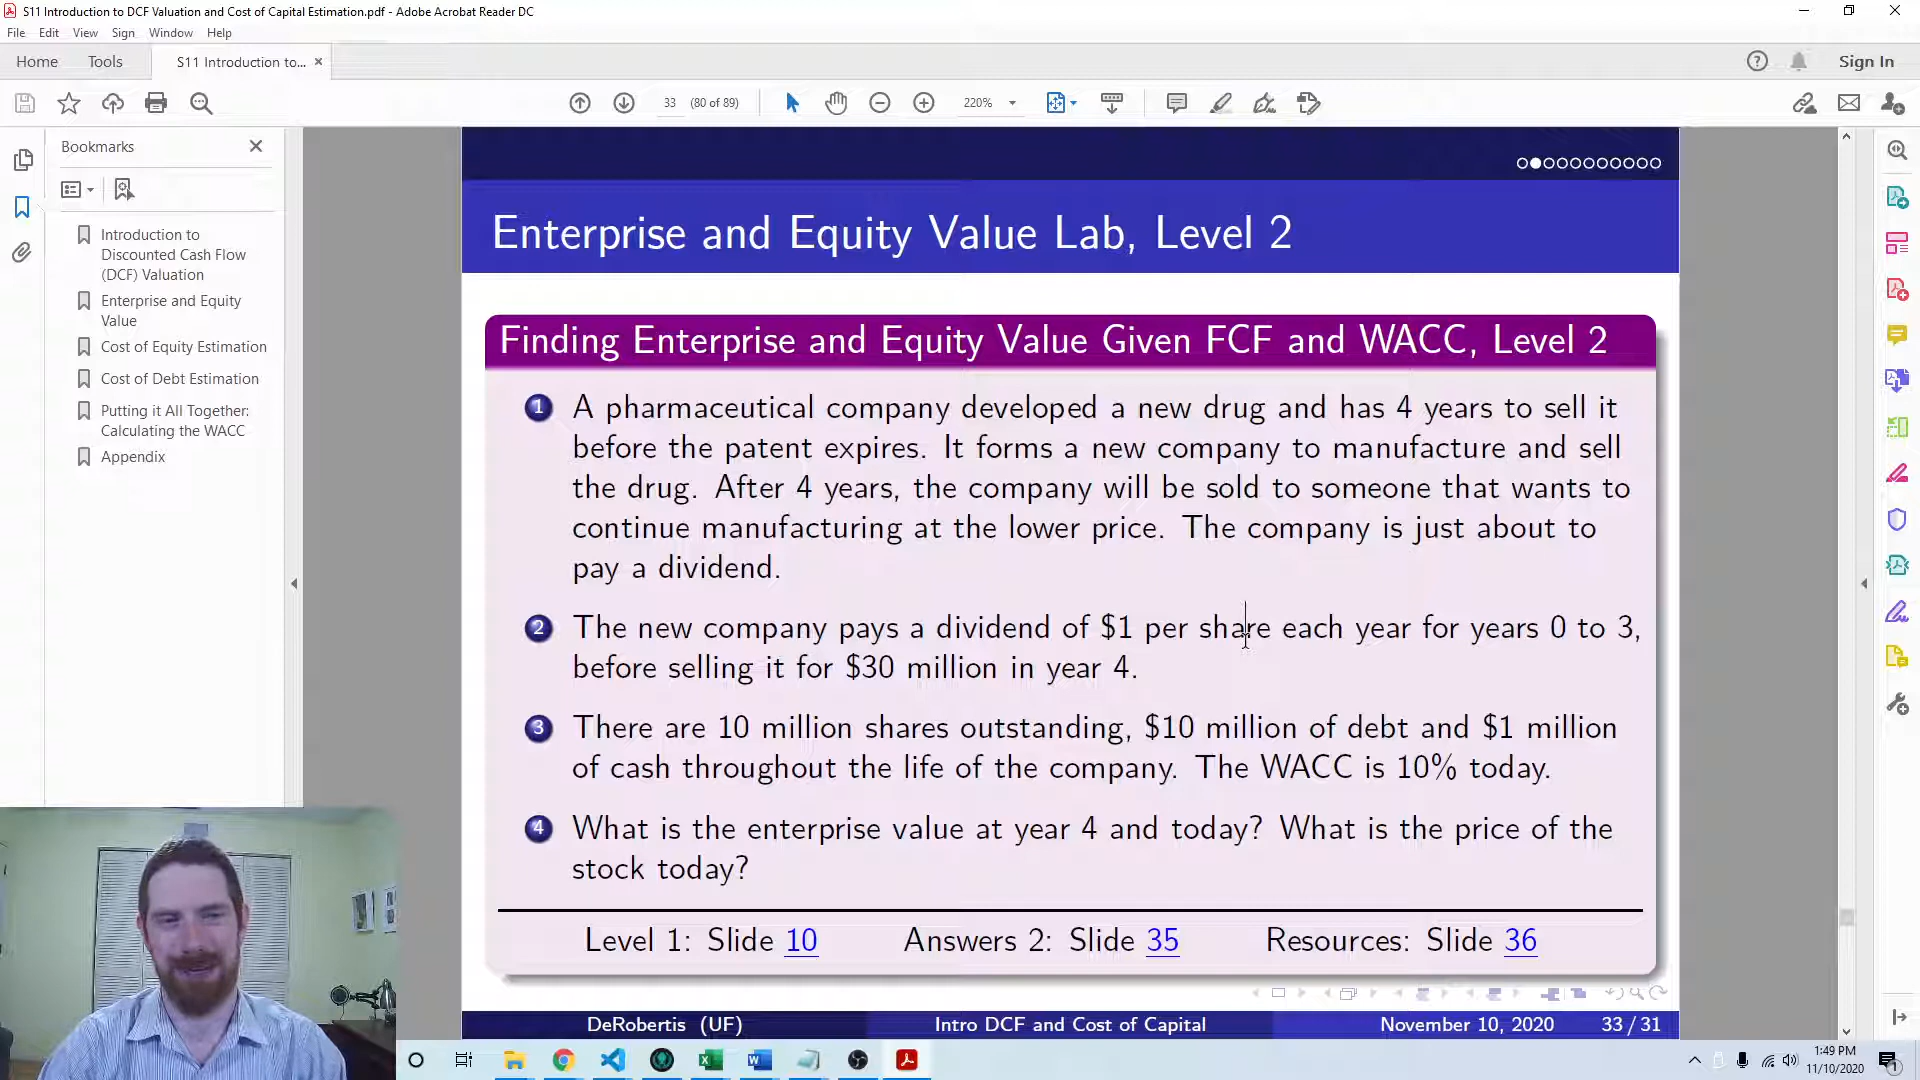 S11 Introduction to DCF Valuation and Cost of Capital Estimation.pdf - Adobe Acrobat Reader DC
File Edit View Sign Window Help
Home Tools S11 Introduction to... × Sign In
33 (80 of 89) 220%
Bookmarks
Introduction to
Discounted Cash Flow
(DCF) Valuation
Enterprise and Equity
Value
Cost of Equity Estimation
Cost of Debt Estimation
Putting it All Together:
Calculating the WACC
Appendix
Enterprise and Equity Value Lab, Level 2
Finding Enterprise and Equity Value Given FCF and WACC, Level 2
1 A pharmaceutical company developed a new drug and has 4 years to sell it
before the patent expires. It forms a new company to manufacture and sell
the drug. After 4 years, the company will be sold to someone that wants to
continue manufacturing at the lower price. The company is just about to
pay a dividend.
2 The new company pays a dividend of $1 per share each year for years 0 to 3,
before selling it for $30 million in year 4.
3 There are 10 million shares outstanding, $10 million of debt and $1 million
of cash throughout the life of the company. The WACC is 10% today.
4 What is the enterprise value at year 4 and today? What is the price of the
stock today?
Level 1: Slide 10 Answers 2: Slide 35 Resources: Slide 36
DeRobertis (UF) Intro DCF and Cost of Capital November 10, 2020 33 / 31
1:49 PM
11/10/2020